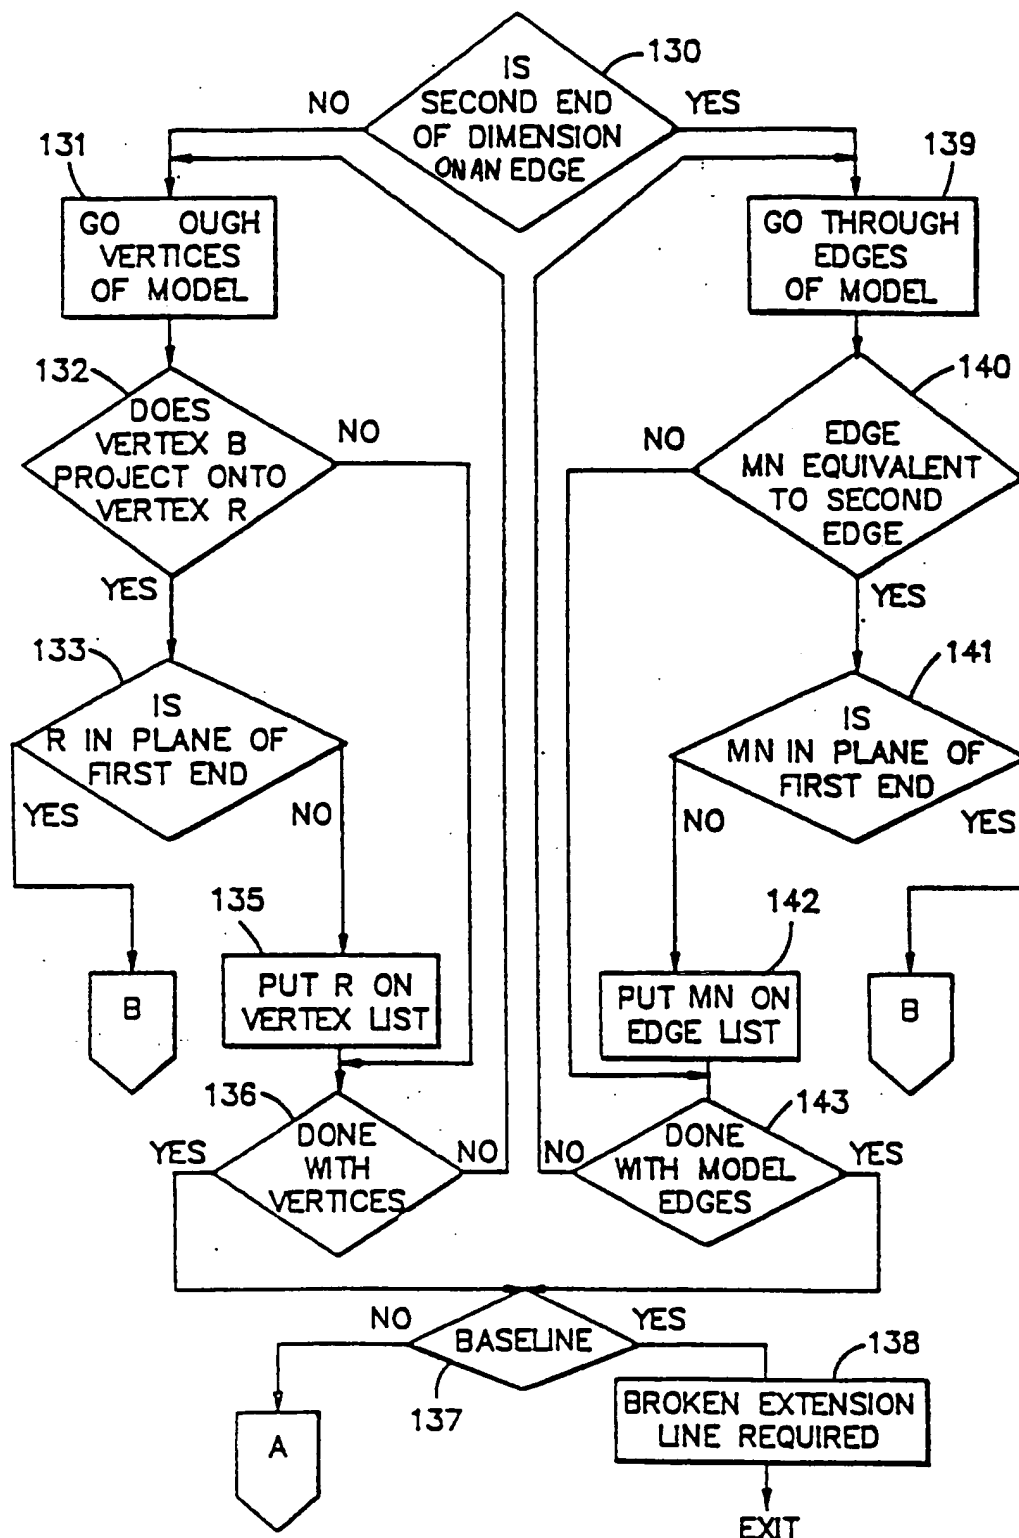 130
IS
SECOND END
OF DIMENSION
ON AN EDGE
NO
YES
131
GO OUGH
VERTICES
OF MODEL
139
GO THROUGH
EDGES
OF MODEL
132
DOES
VERTEX B
PROJECT ONTO
VERTEX R
NO
YES
140
EDGE
MN EQUIVALENT
TO SECOND
EDGE
NO
YES
133
IS
R IN PLANE OF
FIRST END
YES
NO
141
IS
MN IN PLANE OF
FIRST END
NO
YES
B
135
PUT R ON
VERTEX LIST
142
PUT MN ON
EDGE LIST
B
136
DONE
WITH
VERTICES
YES
NO
143
DONE
WITH MODEL
EDGES
NO
YES
BASELINE
NO
YES
137
A
138
BROKEN EXTENSION
LINE REQUIRED
EXIT